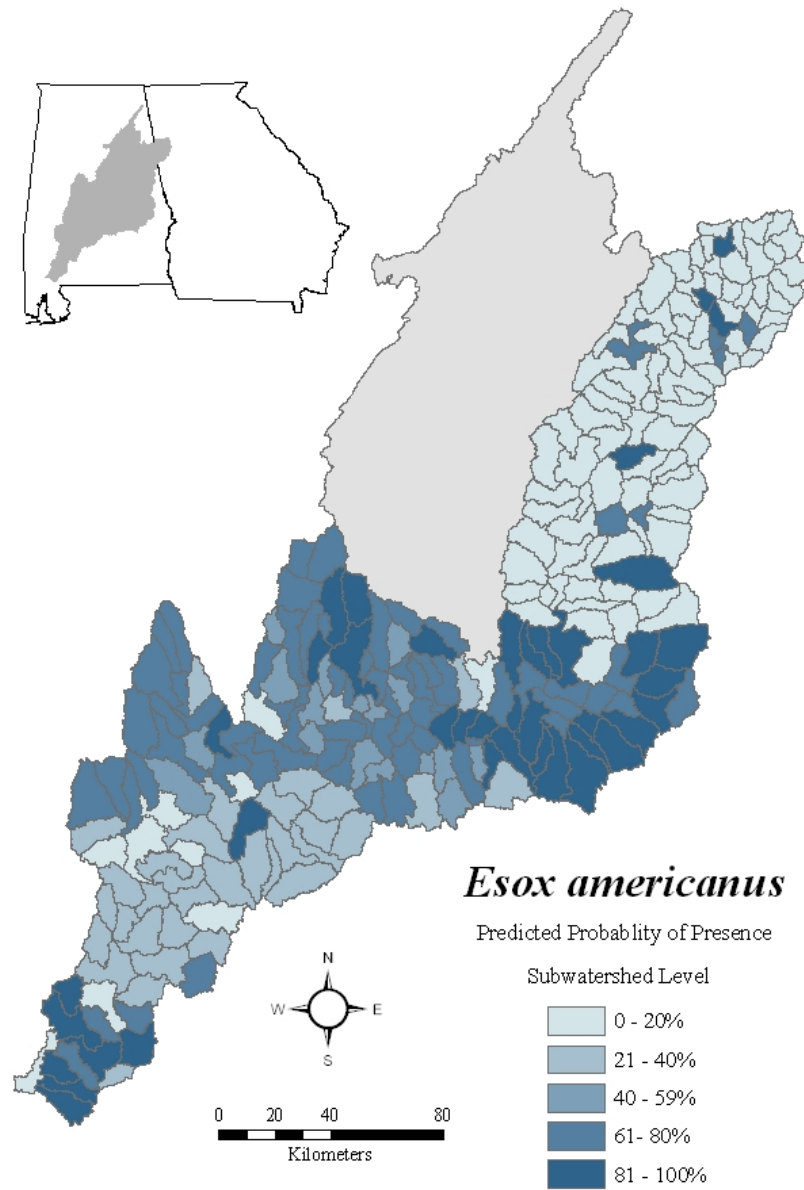 Esox americanus
Predicted Probablity of Presence
Subwatershed Level
0 - 20%
21 - 40%
40 - 59%
61- 80%
81 - 100%
N
W E
S
0 20 40 80
Kilometers